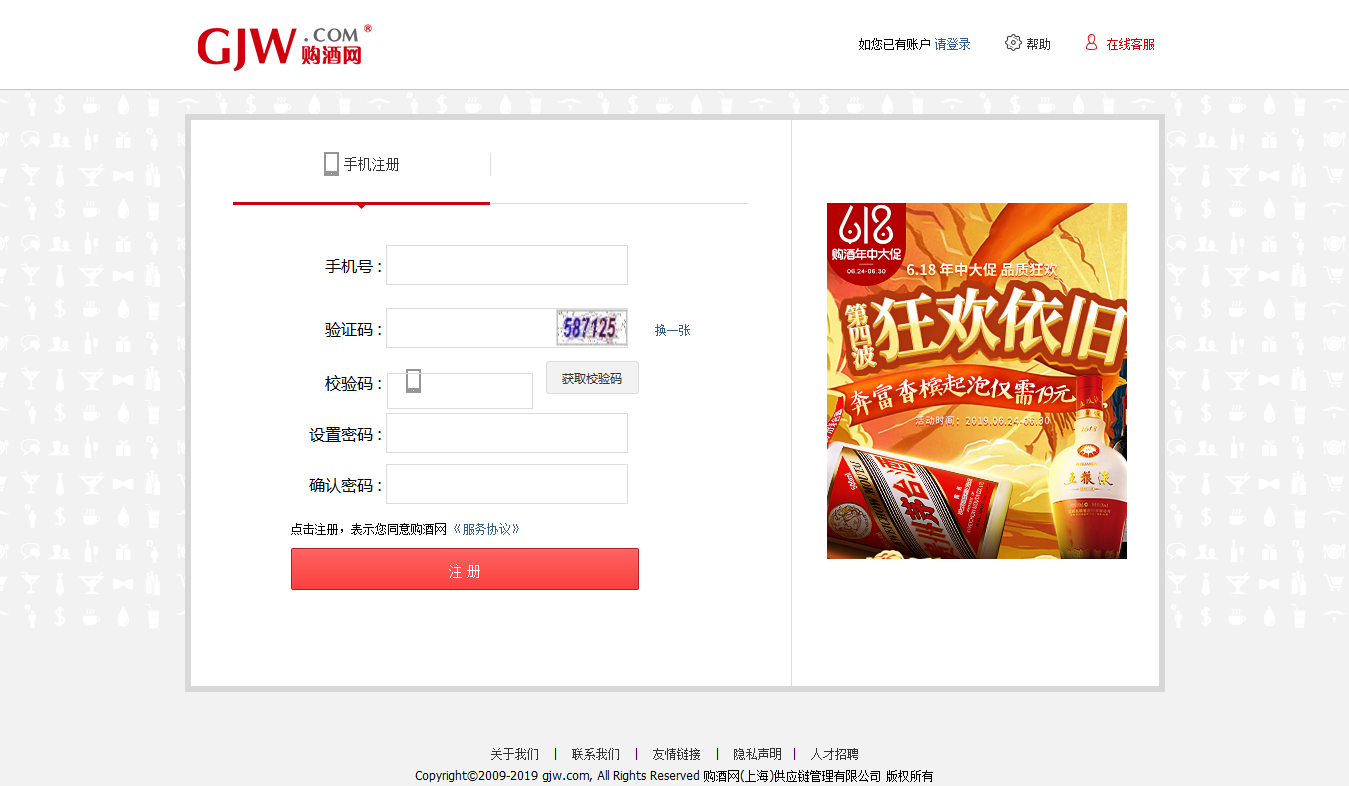 GJW.COM®
购酒网
如您已有账户 请登录 帮助 在线客服
手机注册
手机号：
验证码： 587125 换一张
校验码： 获取校验码
设置密码：
确认密码：
点击注册，表示您同意购酒网《服务协议》
注 册
618
购酒年中大促
06.24-06.30
6.18 年中大促 品质狂欢
第四波
狂欢依旧
奔富香槟起泡仅需79元
活动时间：2019.06.24-06.30
500ml
贵州茅台酒
五粮液
关于我们 | 联系我们 | 友情链接 | 隐私声明 | 人才招聘
Copyright©2009-2019 gjw.com, All Rights Reserved 购酒网(上海)供应链管理有限公司 版权所有